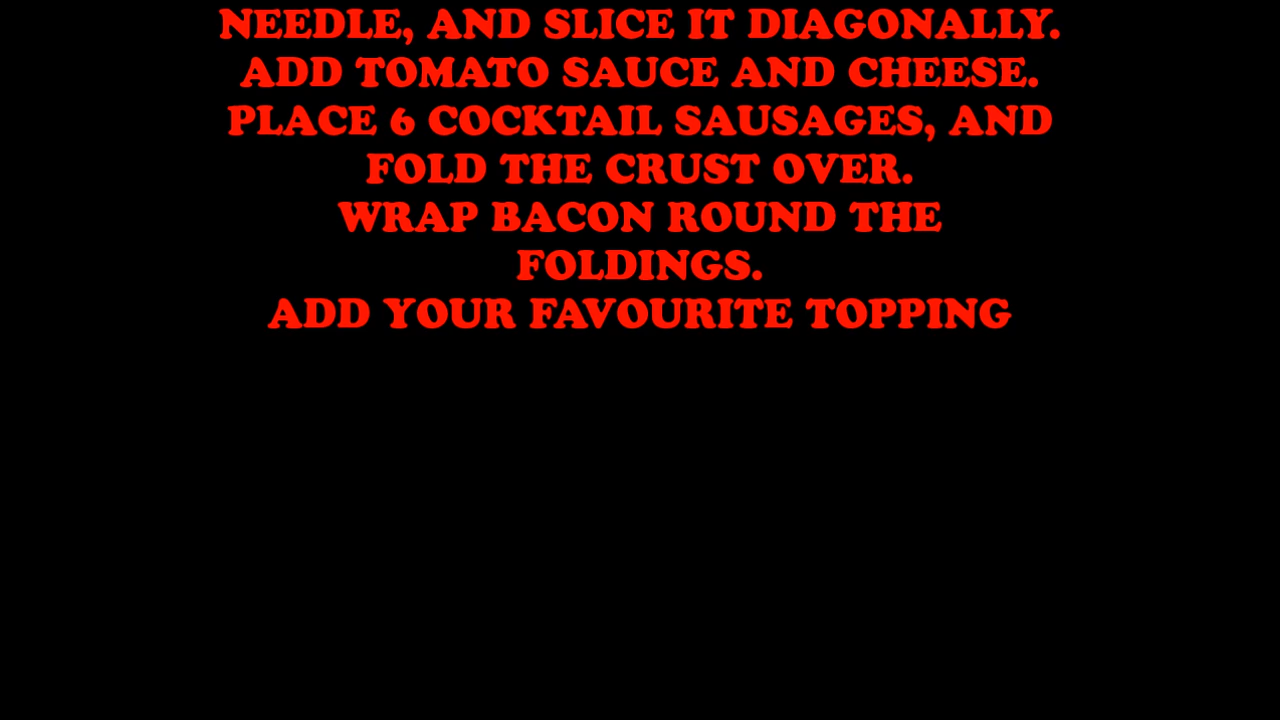 NEEDLE, AND SLICE IT DIAGONALLY.
ADD TOMATO SAUCE AND CHEESE.
PLACE 6 COCKTAIL SAUSAGES, AND
FOLD THE CRUST OVER.
WRAP BACON ROUND THE
FOLDINGS.
ADD YOUR FAVOURITE TOPPING